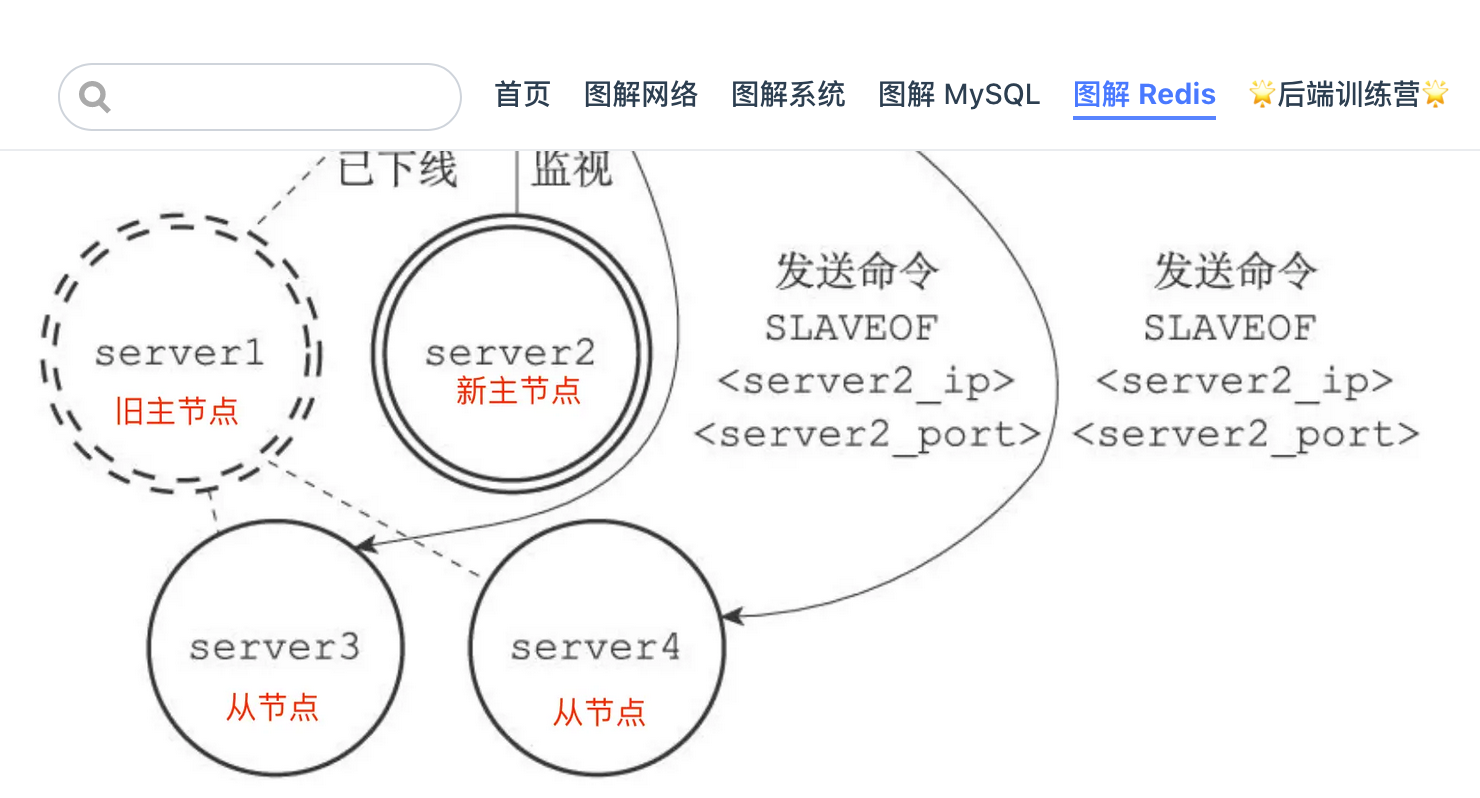 首页 图解网络 图解系统 图解 MySQL 图解 Redis 🌟后端训练营🌟
已下线
监视
server1
旧主节点
server2
新主节点
发送命令
SLAVEOF
<server2_ip>
<server2_port>
发送命令
SLAVEOF
<server2_ip>
<server2_port>
server3
从节点
server4
从节点